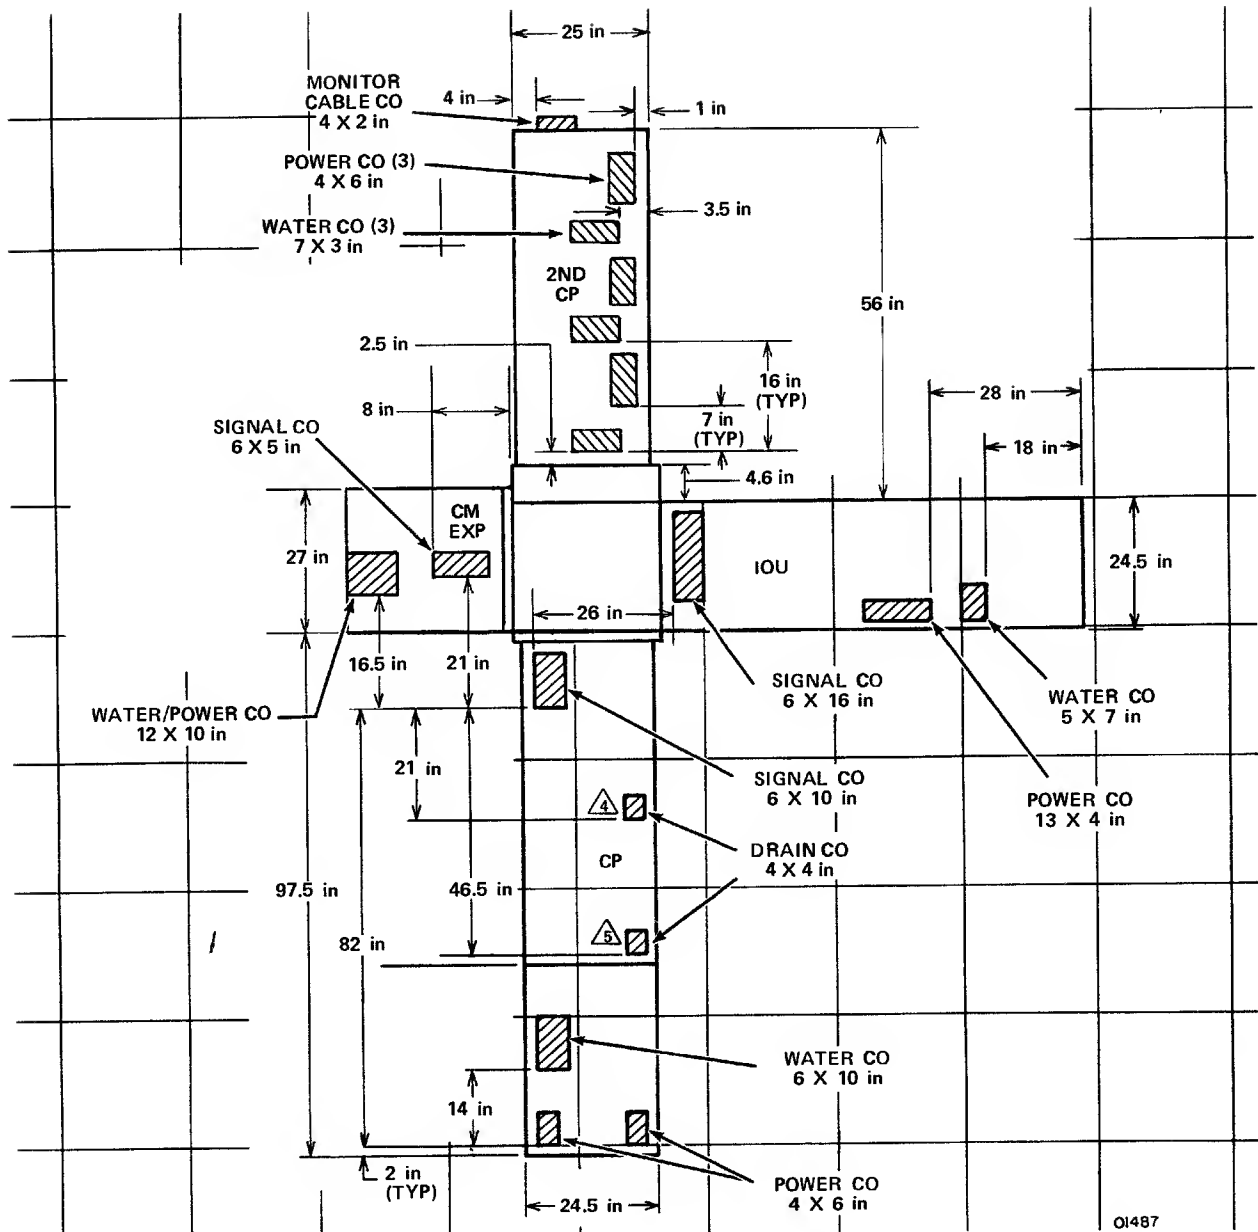 25 in
MONITOR
CABLE CO
4 X 2 in
4 in
1 in
POWER CO (3)
4 X 6 in
3.5 in
WATER CO (3)
7 X 3 in
2ND
CP
56 in
2.5 in
16 in
(TYP)
28 in
8 in
7 in
(TYP)
SIGNAL CO
6 X 5 in
18 in
4.6 in
CM
EXP
27 in
IOU
24.5 in
26 in
16.5 in
21 in
SIGNAL CO
6 X 16 in
WATER CO
5 X 7 in
WATER/POWER CO
12 X 10 in
21 in
SIGNAL CO
6 X 10 in
POWER CO
13 X 4 in
4
DRAIN CO
4 X 4 in
CP
97.5 in
46.5 in
5
82 in
WATER CO
6 X 10 in
14 in
2 in
(TYP)
POWER CO
4 X 6 in
24.5 in
01487